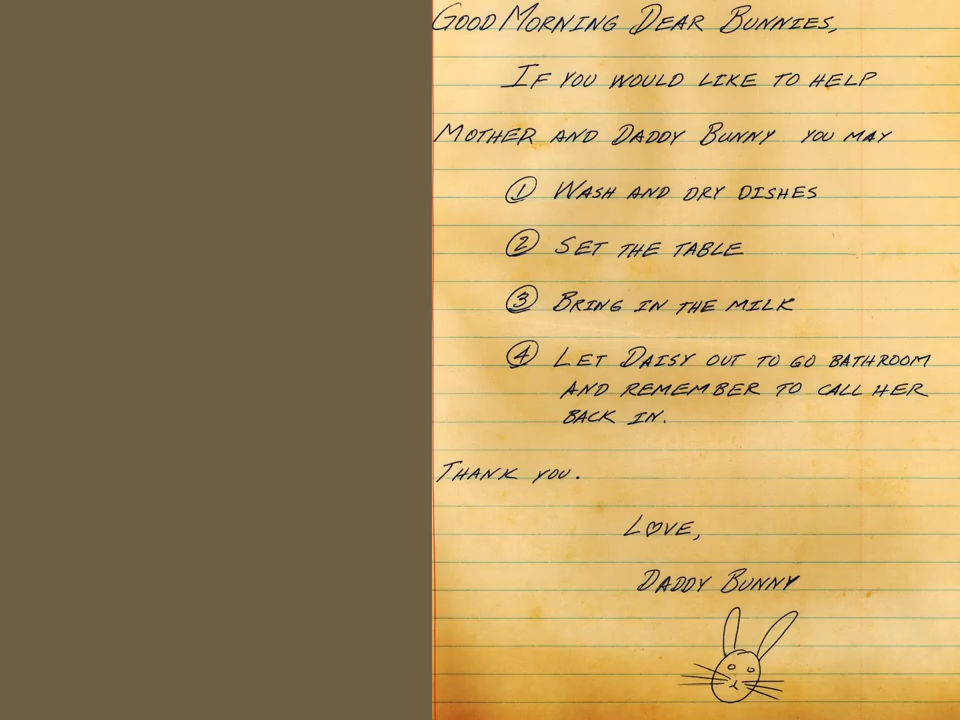 Good Morning Dear Bunnies,
If you would like to help
Mother and Daddy Bunny you may
① Wash and dry dishes
② Set the table
③ Bring in the milk
④ Let Daisy out to go bathroom
and remember to call her
back in.
Thank you.
Love,
Daddy Bunny